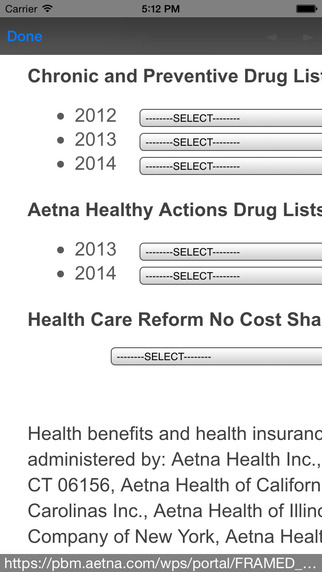 Carrier 5:12 PM
Done
Chronic and Preventive Drug Lis
2012 --------SELECT--------
2013 --------SELECT--------
2014 --------SELECT--------
Aetna Healthy Actions Drug Lists
2013 --------SELECT--------
2014 --------SELECT--------
Health Care Reform No Cost Sha
--------SELECT--------
Health benefits and health insuranc
administered by: Aetna Health Inc.,
CT 06156, Aetna Health of Californ
Carolinas Inc., Aetna Health of Illino
Company of New York, Aetna Healt
https://pbm.aetna.com/wps/portal/FRAMED_...